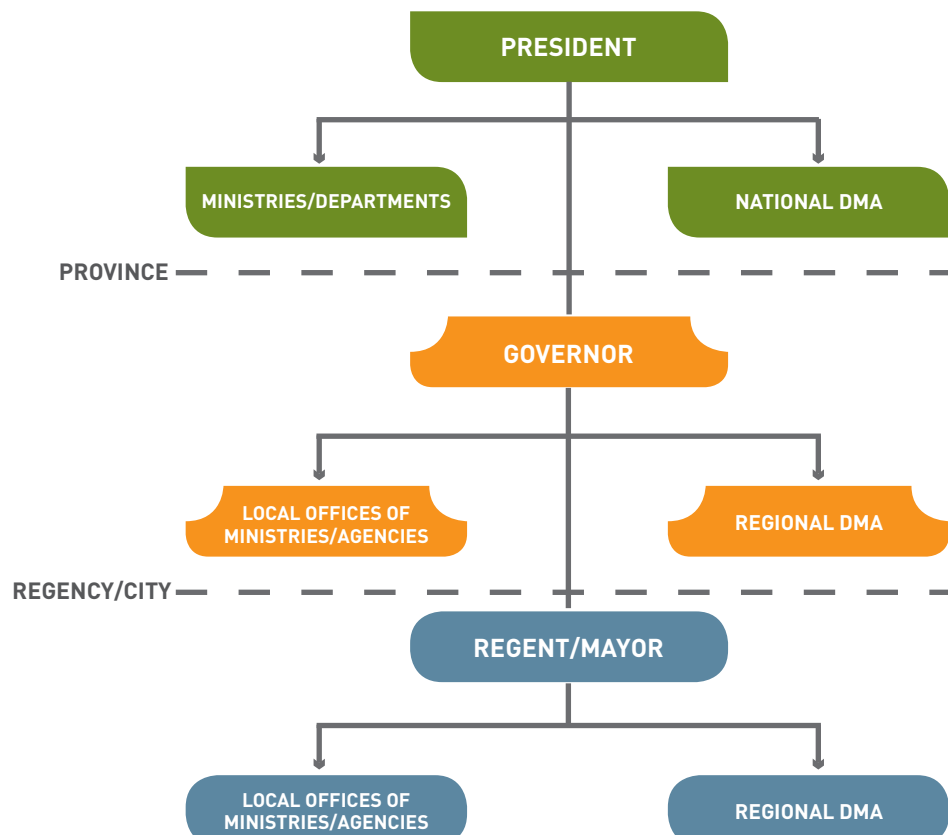 PRESIDENT
MINISTRIES/DEPARTMENTS
NATIONAL DMA
PROVINCE
GOVERNOR
LOCAL OFFICES OF
MINISTRIES/AGENCIES
REGIONAL DMA
REGENCY/CITY
REGENT/MAYOR
LOCAL OFFICES OF
MINISTRIES/AGENCIES
REGIONAL DMA